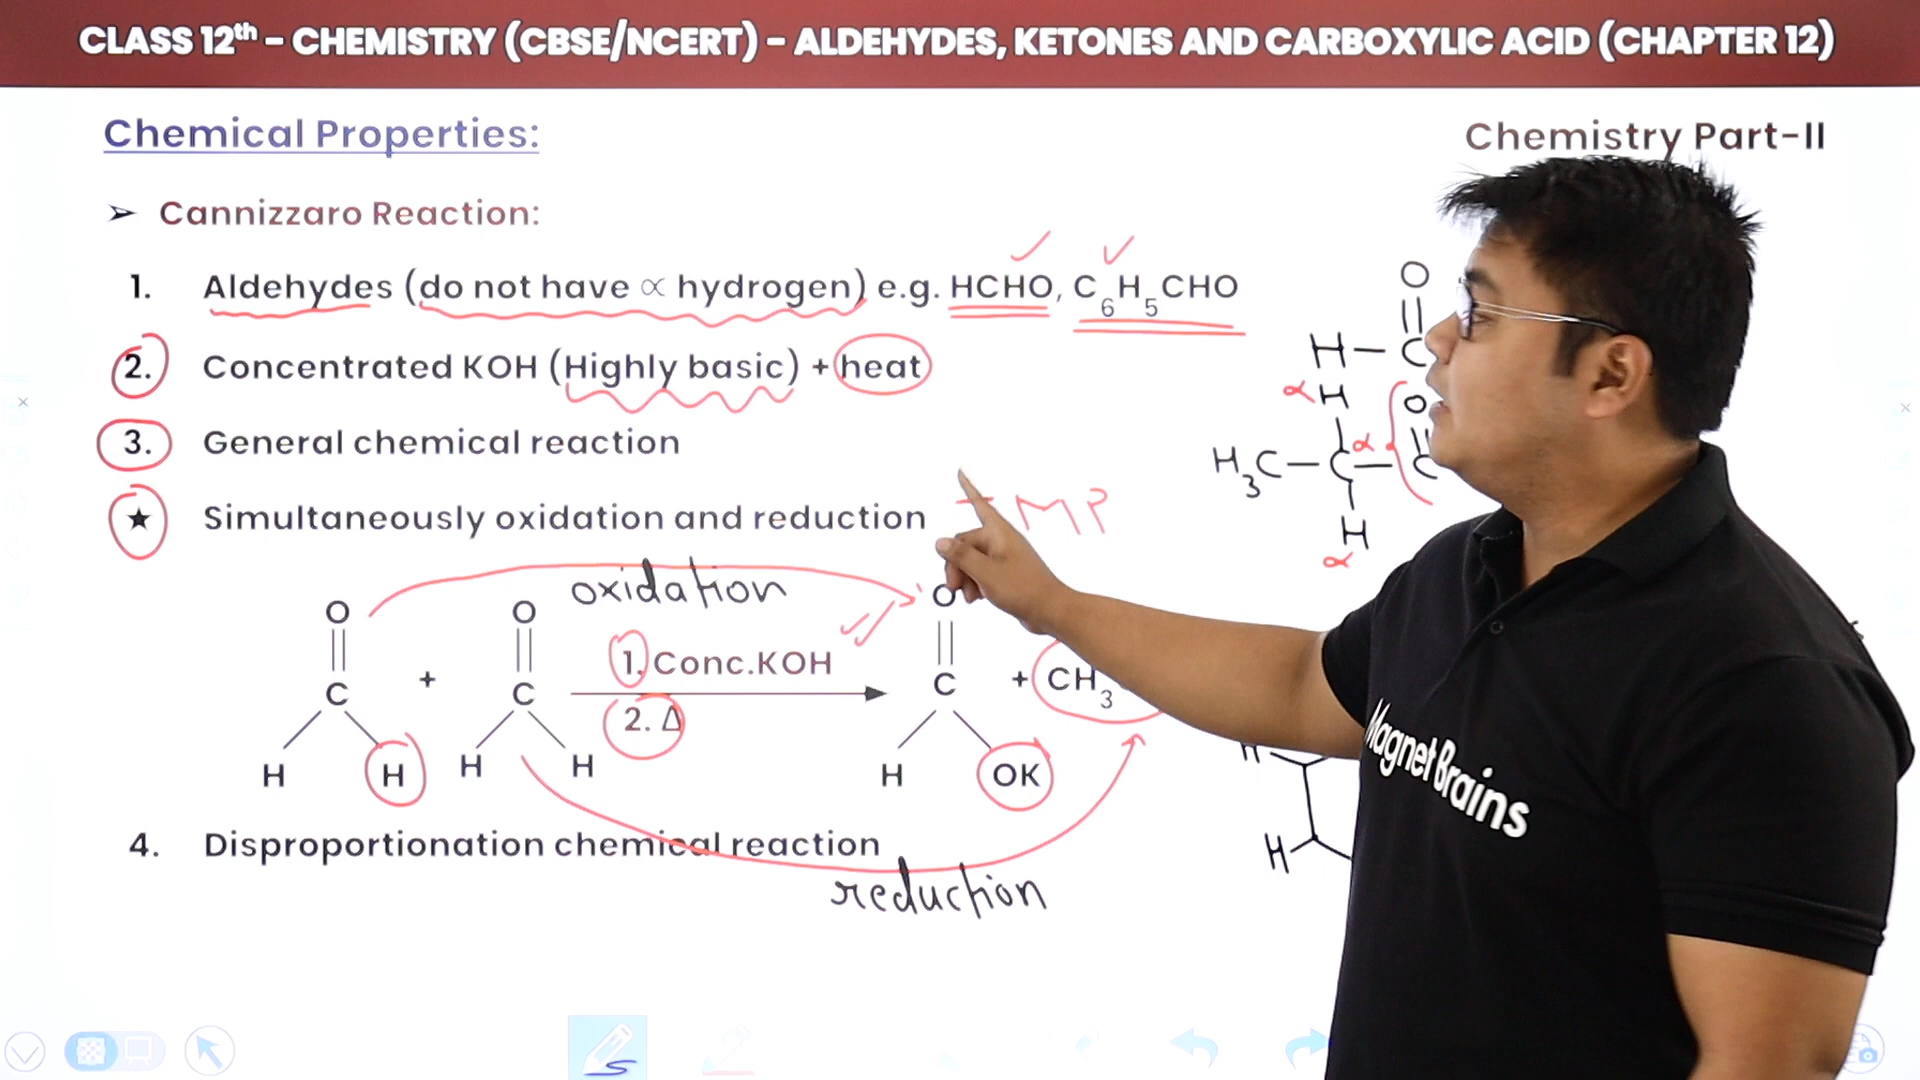 CLASS 12th – CHEMISTRY (CBSE/NCERT) – ALDEHYDES, KETONES AND CARBOXYLIC ACID (CHAPTER 12)
Chemical Properties:
Chemistry Part-II
➢ Cannizzaro Reaction:
1. Aldehydes (do not have ∝ hydrogen) e.g. HCHO, C6H5CHO
2. Concentrated KOH (Highly basic) + heat
3. General chemical reaction
★ Simultaneously oxidation and reduction
MP
oxidation
O O O
1. Conc.KOH
C + C C + CH3
2. Δ
H H H H H OK
4. Disproportionation chemical reaction
reduction
O
H – C
α H O
α
H3C – C – C
H
α
H
H
Magnet Brains